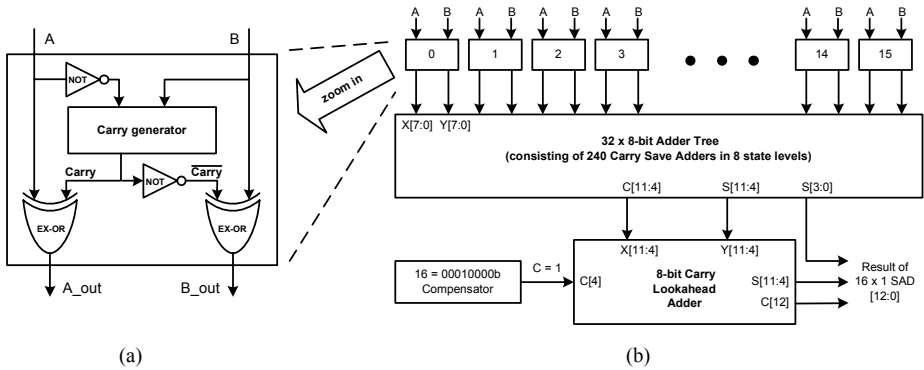 A
B
NOT
Carry generator
Carry
NOT
Carry
EX-OR
EX-OR
A_out
B_out
(a)
zoom in
A B A B A B A B A B A B
0 1 2 3 14 15
X[7:0] Y[7:0]
32 x 8-bit Adder Tree
(consisting of 240 Carry Save Adders in 8 state levels)
C[11:4] S[11:4] S[3:0]
X[11:4] Y[11:4]
16 = 00010000b
Compensator
C = 1
C[4]
8-bit Carry
Lookahead
Adder
S[11:4]
C[12]
Result of
16 x 1 SAD
[12:0]
(b)